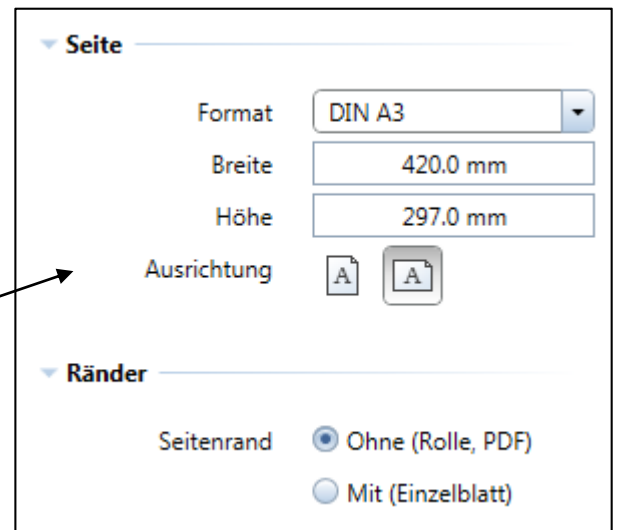 Seite
Format DIN A3
Breite 420.0 mm
Höhe 297.0 mm
Ausrichtung A A
Ränder
Seitenrand Ohne (Rolle, PDF)
Mit (Einzelblatt)